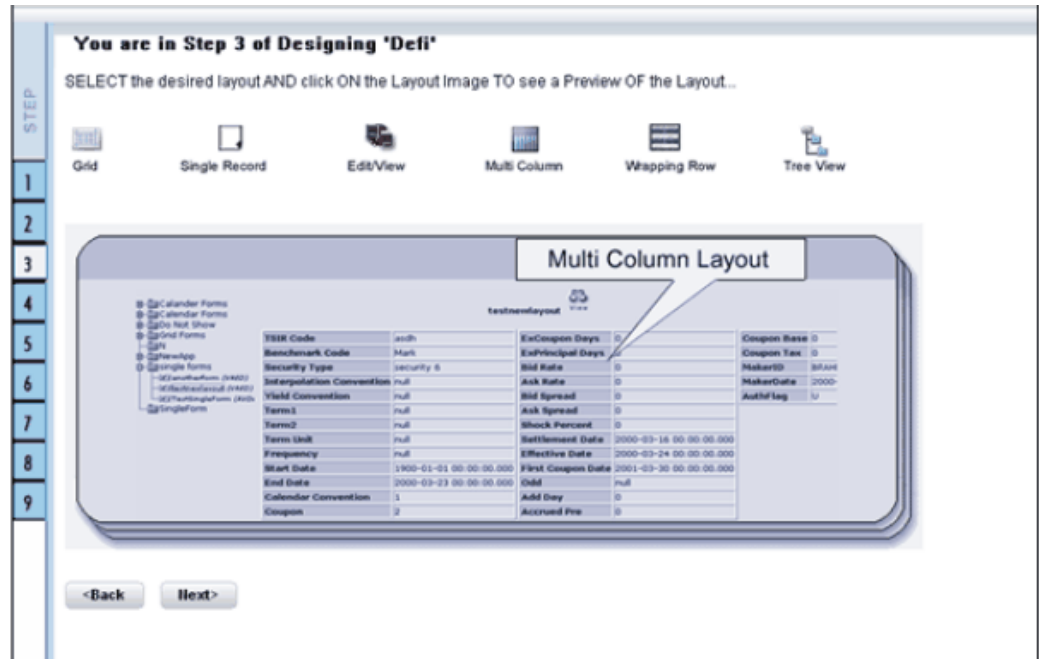 You are in Step 3 of Designing 'Defi'
SELECT the desired layout AND click ON the Layout Image TO see a Preview OF the Layout...
STEP
Grid Single Record Edit/View Multi Column Wrapping Row Tree View
1
2
3
4
5
6
7
8
9
Multi Column Layout
testnewlayout View
Calander Forms
Calendar Forms
Do Not Show
Grid Forms
N
NewApp
single forms
SingleForm
TSIR Code asdh ExCoupon Days 0 Coupon Base 0
Benchmark Code Mark ExPrincipal Days 0 Coupon Tax 0
Security Type security 6 Bid Rate 0 MakerID
Interpolation Convention null Ask Rate 0 MakerDate 2000-
Yield Convention null Bid Spread 0 AuthFlag U
Term1 null Ask Spread 0
Term2 null Shock Percent 0
Term Unit null Settlement Date 2000-03-16 00:00:00.000
Frequency null Effective Date 2000-03-24 00:00:00.000
Start Date 1900-01-01 00:00:00.000 First Coupon Date 2001-03-30 00:00:00.000
End Date 2000-03-23 00:00:00.000 Odd null
Calendar Convention 1 Add Day 0
Coupon 2 Accrued Pre 0
<Back Next>